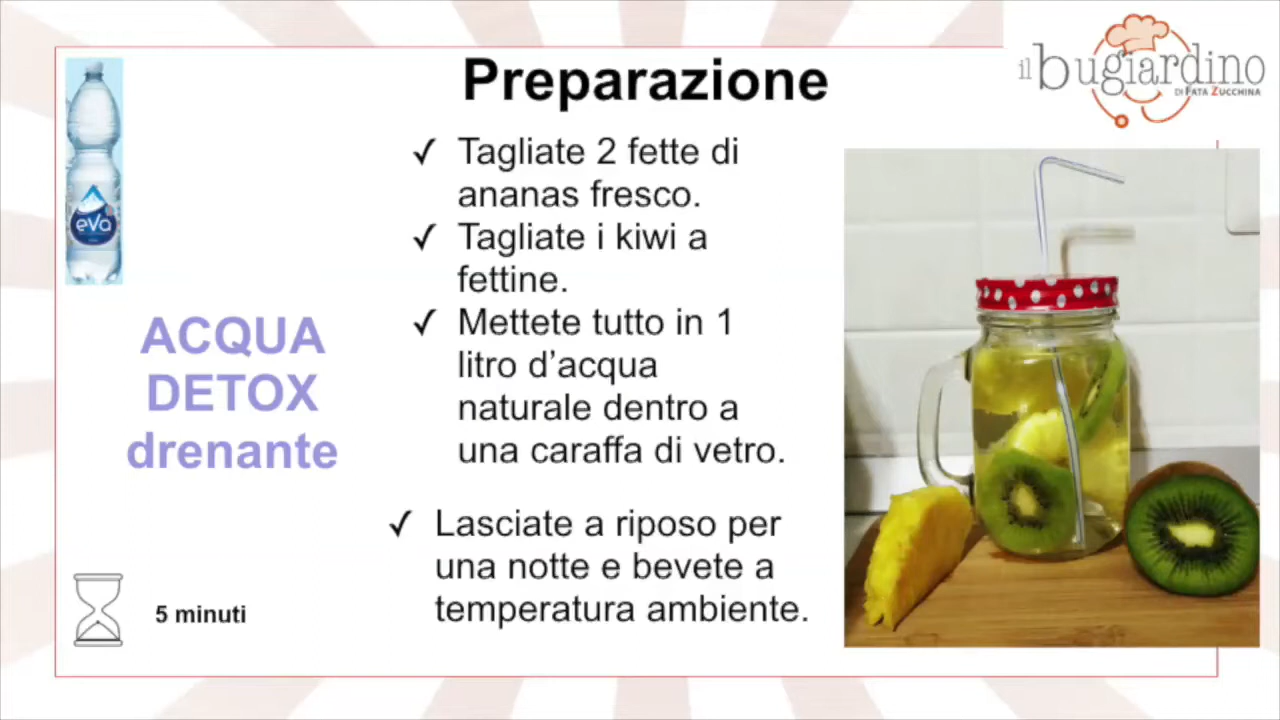 Preparazione
il bugiardino
DI FATA ZUCCHINA
eva
ACQUA
DETOX
drenante
5 minuti
✓ Tagliate 2 fette di
ananas fresco.
✓ Tagliate i kiwi a
fettine.
✓ Mettete tutto in 1
litro d’acqua
naturale dentro a
una caraffa di vetro.
✓ Lasciate a riposo per
una notte e bevete a
temperatura ambiente.